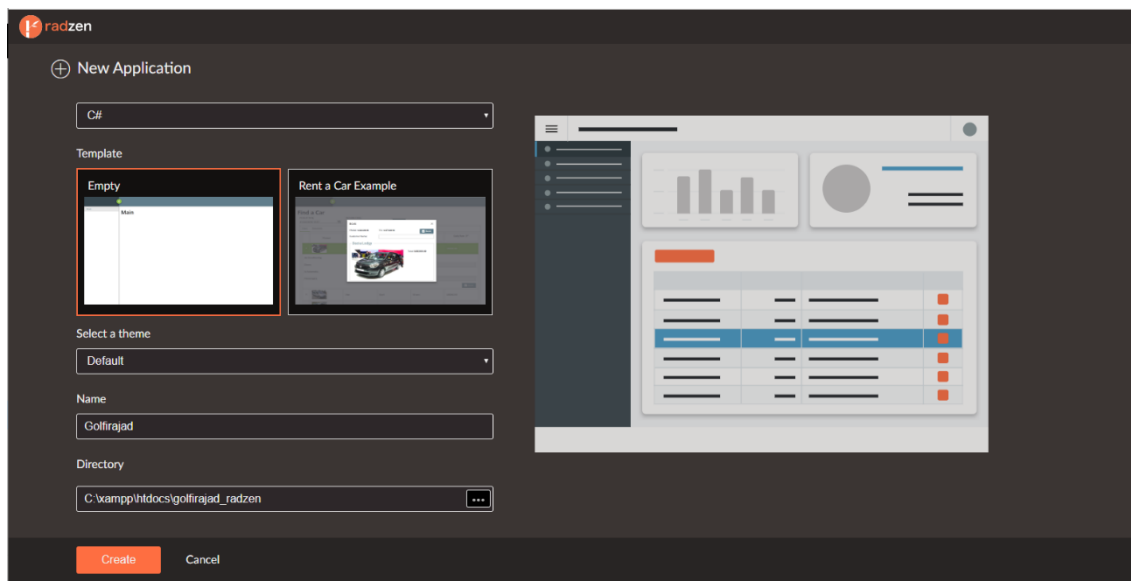 radzen
New Application
C#
Template
Empty
Main
Rent a Car Example
Select a theme
Default
Name
Golfirajad
Directory
C:\xampp\htdocs\golfirajad_radzen
...
Create
Cancel